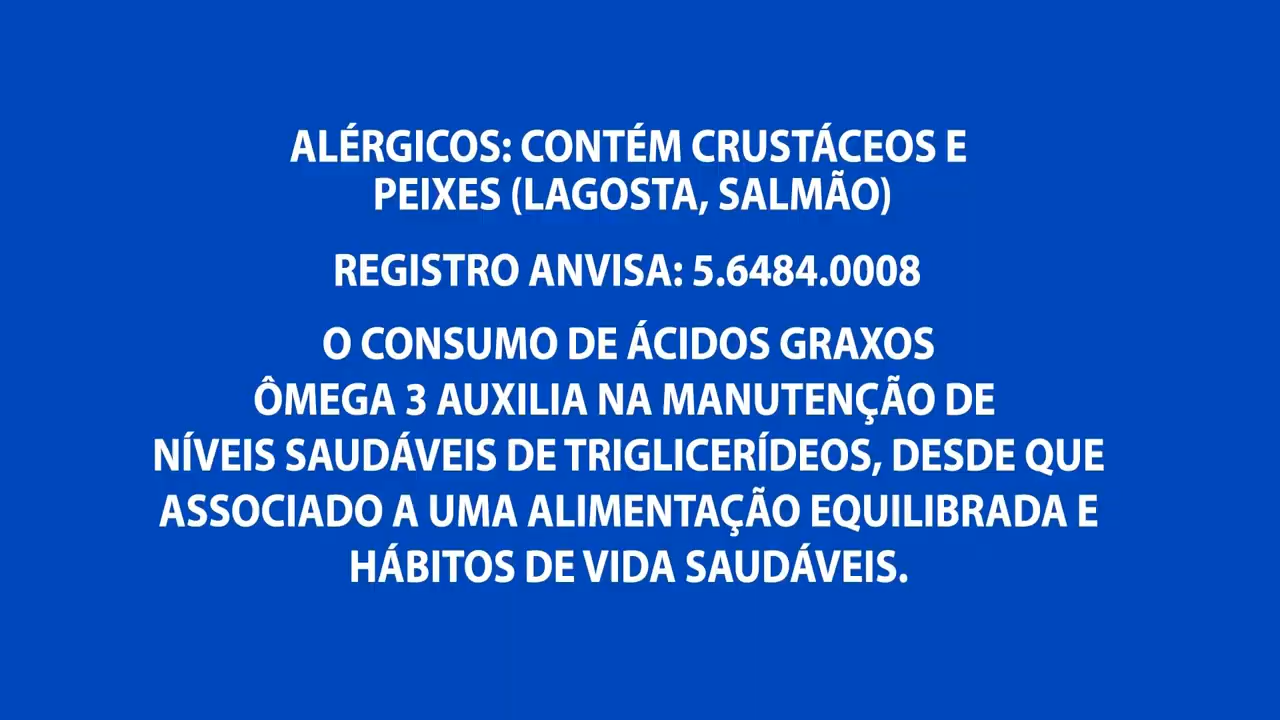 ALÉRGICOS: CONTÉM CRUSTÁCEOS E
PEIXES (LAGOSTA, SALMÃO)
REGISTRO ANVISA: 5.6484.0008
O CONSUMO DE ÁCIDOS GRAXOS
ÔMEGA 3 AUXILIA NA MANUTENÇÃO DE
NÍVEIS SAUDÁVEIS DE TRIGLICERÍDEOS, DESDE QUE
ASSOCIADO A UMA ALIMENTAÇÃO EQUILIBRADA E
HÁBITOS DE VIDA SAUDÁVEIS.